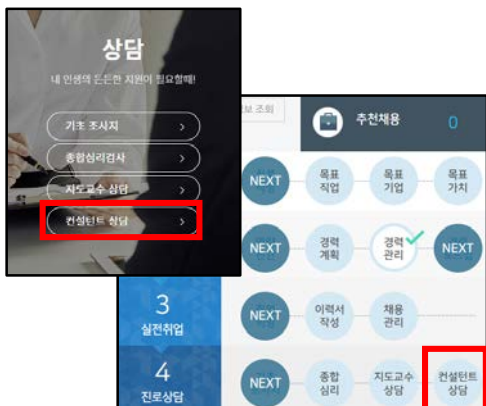 상담
내 인생의 든든한 지원이 필요할때!
기초 조사지 >
종합심리검사 >
지도교수 상담 >
컨설턴트 상담 >
보 조회
추천채용 0
NEXT 목표 직업 목표 기업 목표 가치
NEXT 경력 계획 경력 관리 NEXT
3
실전취업
NEXT 이력서 작성 채용 관리
4
진로상담
NEXT 종합 심리 지도교수 상담 컨설턴트 상담